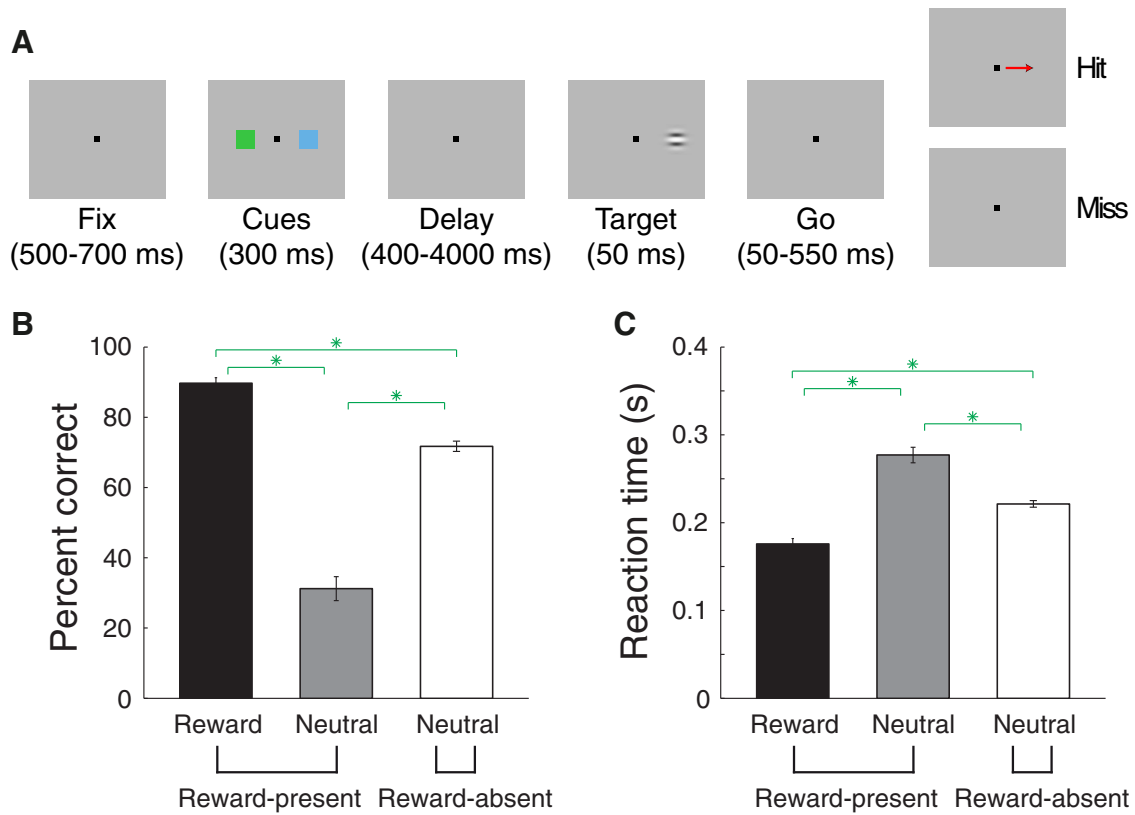 A
Hit
Miss
Fix
(500-700 ms)
Cues
(300 ms)
Delay
(400-4000 ms)
Target
(50 ms)
Go
(50-550 ms)
B
Percent correct
100
80
60
40
20
0
*
*
*
Reward
Neutral
Neutral
Reward-present
Reward-absent
C
Reaction time (s)
0.4
0.3
0.2
0.1
0
*
*
*
Reward
Neutral
Neutral
Reward-present
Reward-absent